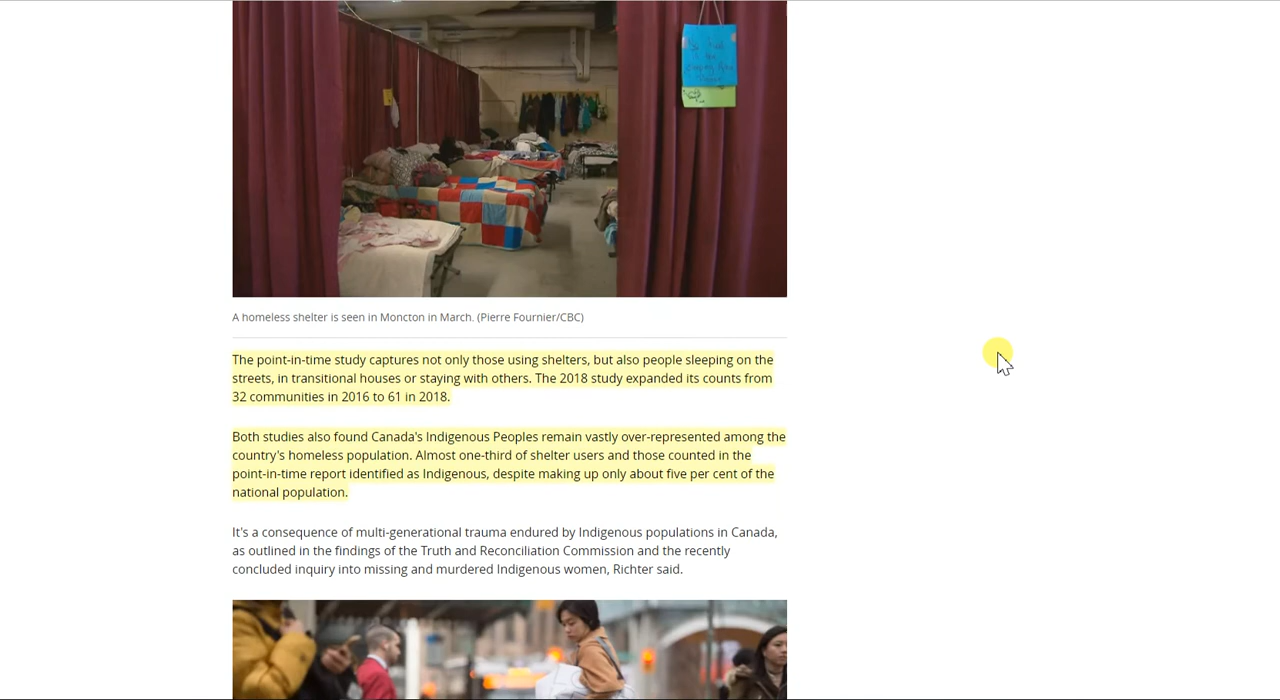 A homeless shelter is seen in Moncton in March. (Pierre Fournier/CBC)
The point-in-time study captures not only those using shelters, but also people sleeping on the
streets, in transitional houses or staying with others. The 2018 study expanded its counts from
32 communities in 2016 to 61 in 2018.
Both studies also found Canada's Indigenous Peoples remain vastly over-represented among the
country's homeless population. Almost one-third of shelter users and those counted in the
point-in-time report identified as Indigenous, despite making up only about five per cent of the
national population.
It's a consequence of multi-generational trauma endured by Indigenous populations in Canada,
as outlined in the findings of the Truth and Reconciliation Commission and the recently
concluded inquiry into missing and murdered Indigenous women, Richter said.